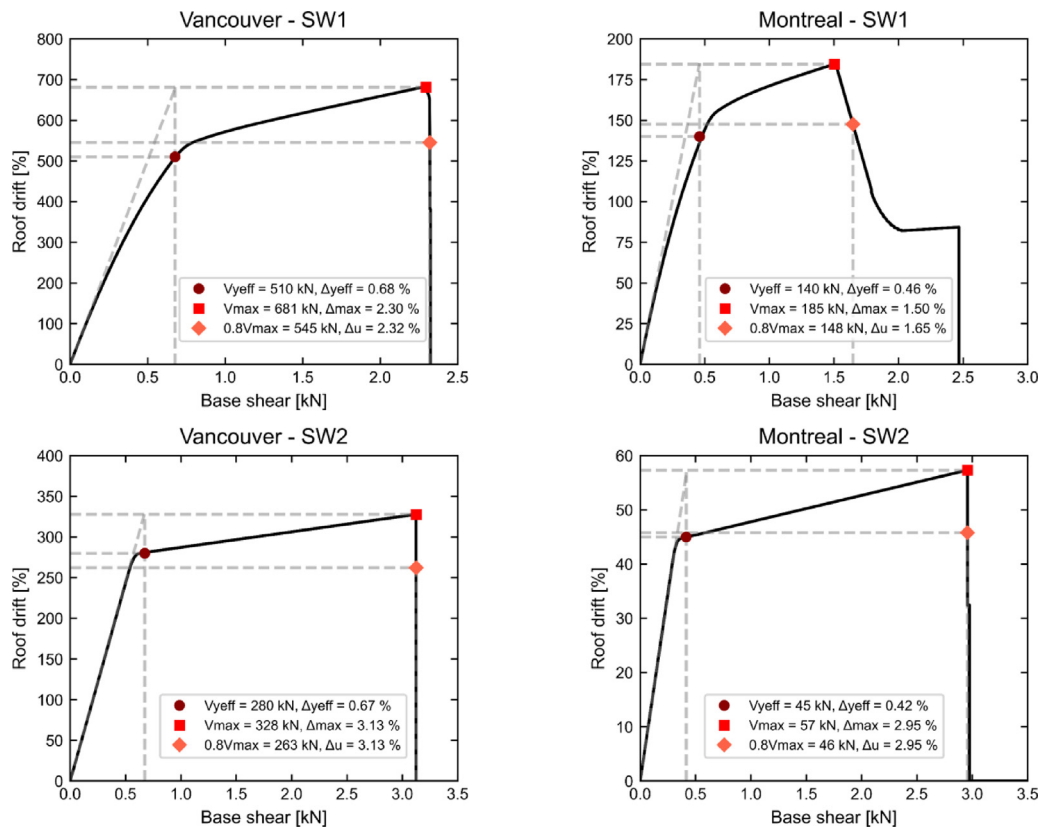 Vancouver - SW1
800
700
600
500
400
300
200
100
0
Roof drift [%]
Vyeff = 510 kN, Δyeff = 0.68 %
Vmax = 681 kN, Δmax = 2.30 %
0.8Vmax = 545 kN, Δu = 2.32 %
0.0 0.5 1.0 1.5 2.0 2.5
Base shear [kN]
Montreal - SW1
200
175
150
125
100
75
50
25
0
Roof drift [%]
Vyeff = 140 kN, Δyeff = 0.46 %
Vmax = 185 kN, Δmax = 1.50 %
0.8Vmax = 148 kN, Δu = 1.65 %
0.0 0.5 1.0 1.5 2.0 2.5 3.0
Base shear [kN]
Vancouver - SW2
400
350
300
250
200
150
100
50
0
Roof drift [%]
Vyeff = 280 kN, Δyeff = 0.67 %
Vmax = 328 kN, Δmax = 3.13 %
0.8Vmax = 263 kN, Δu = 3.13 %
0.0 0.5 1.0 1.5 2.0 2.5 3.0 3.5
Base shear [kN]
Montreal - SW2
60
50
40
30
20
10
0
Roof drift [%]
Vyeff = 45 kN, Δyeff = 0.42 %
Vmax = 57 kN, Δmax = 2.95 %
0.8Vmax = 46 kN, Δu = 2.95 %
0.0 0.5 1.0 1.5 2.0 2.5 3.0 3.5
Base shear [kN]